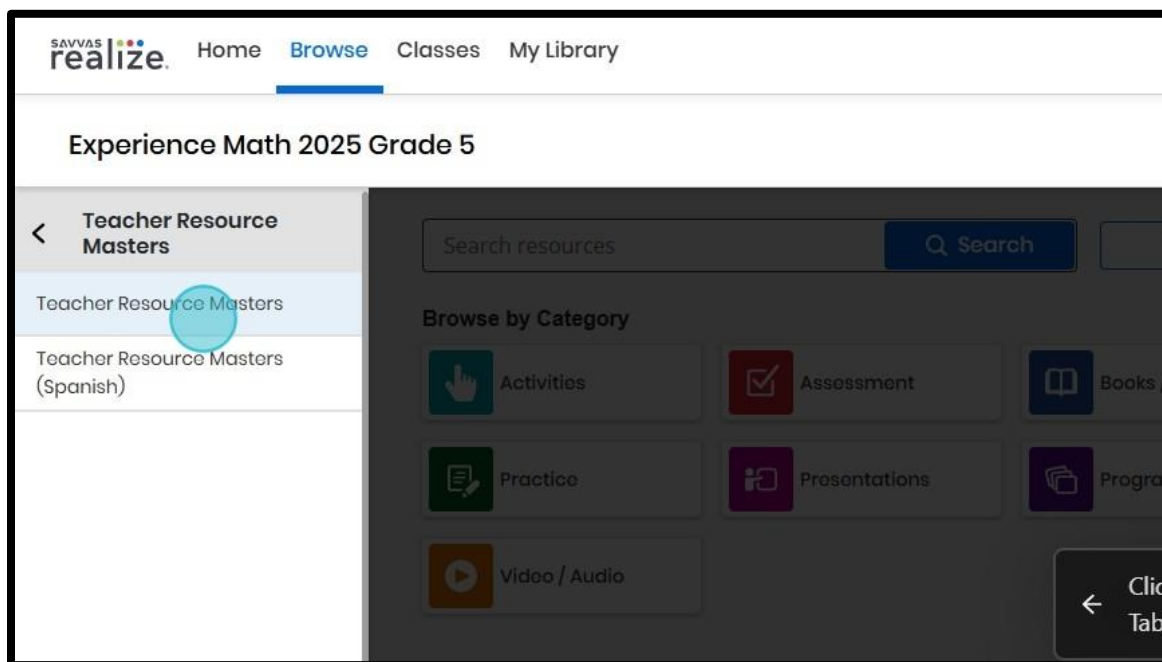 SAVVAS
realize. Home Browse Classes My Library
Experience Math 2025 Grade 5
Teacher Resource
Masters
Search resources
Search
Teacher Resource Masters
Browse by Category
Teacher Resource Masters
(Spanish)
Activities
Assessment
Books
Practice
Presentations
Video / Audio